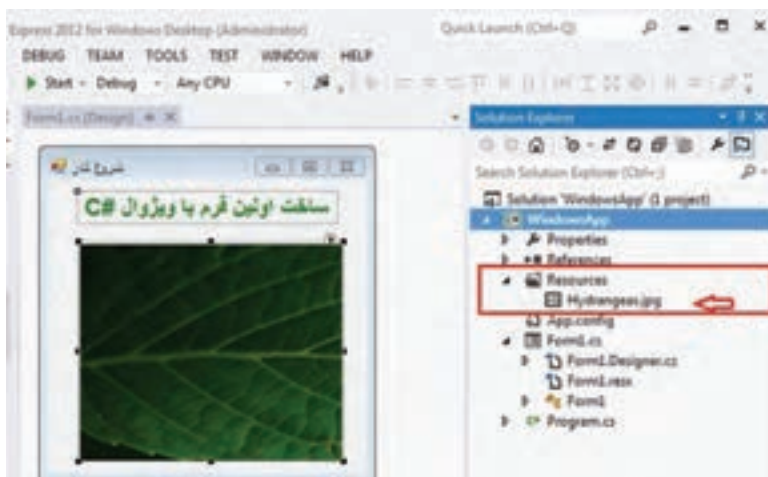 Express 2012 for Windows Desktop (Administrator)
Quick Launch (Ctrl+Q)
DEBUG TEAM TOOLS TEST WINDOW HELP
Start Debug Any CPU
Form1.cs [Design]
Solution Explorer
Search Solution Explorer (Ctrl+;)
Solution 'WindowsApp' (1 project)
WindowsApp
Properties
References
Resources
Hydrangeas.jpg
App.config
Form1.cs
Form1.Designer.cs
Form1.resx
Form1
Program.cs
شروع
ساخت اولین فرم با ویژوال C#